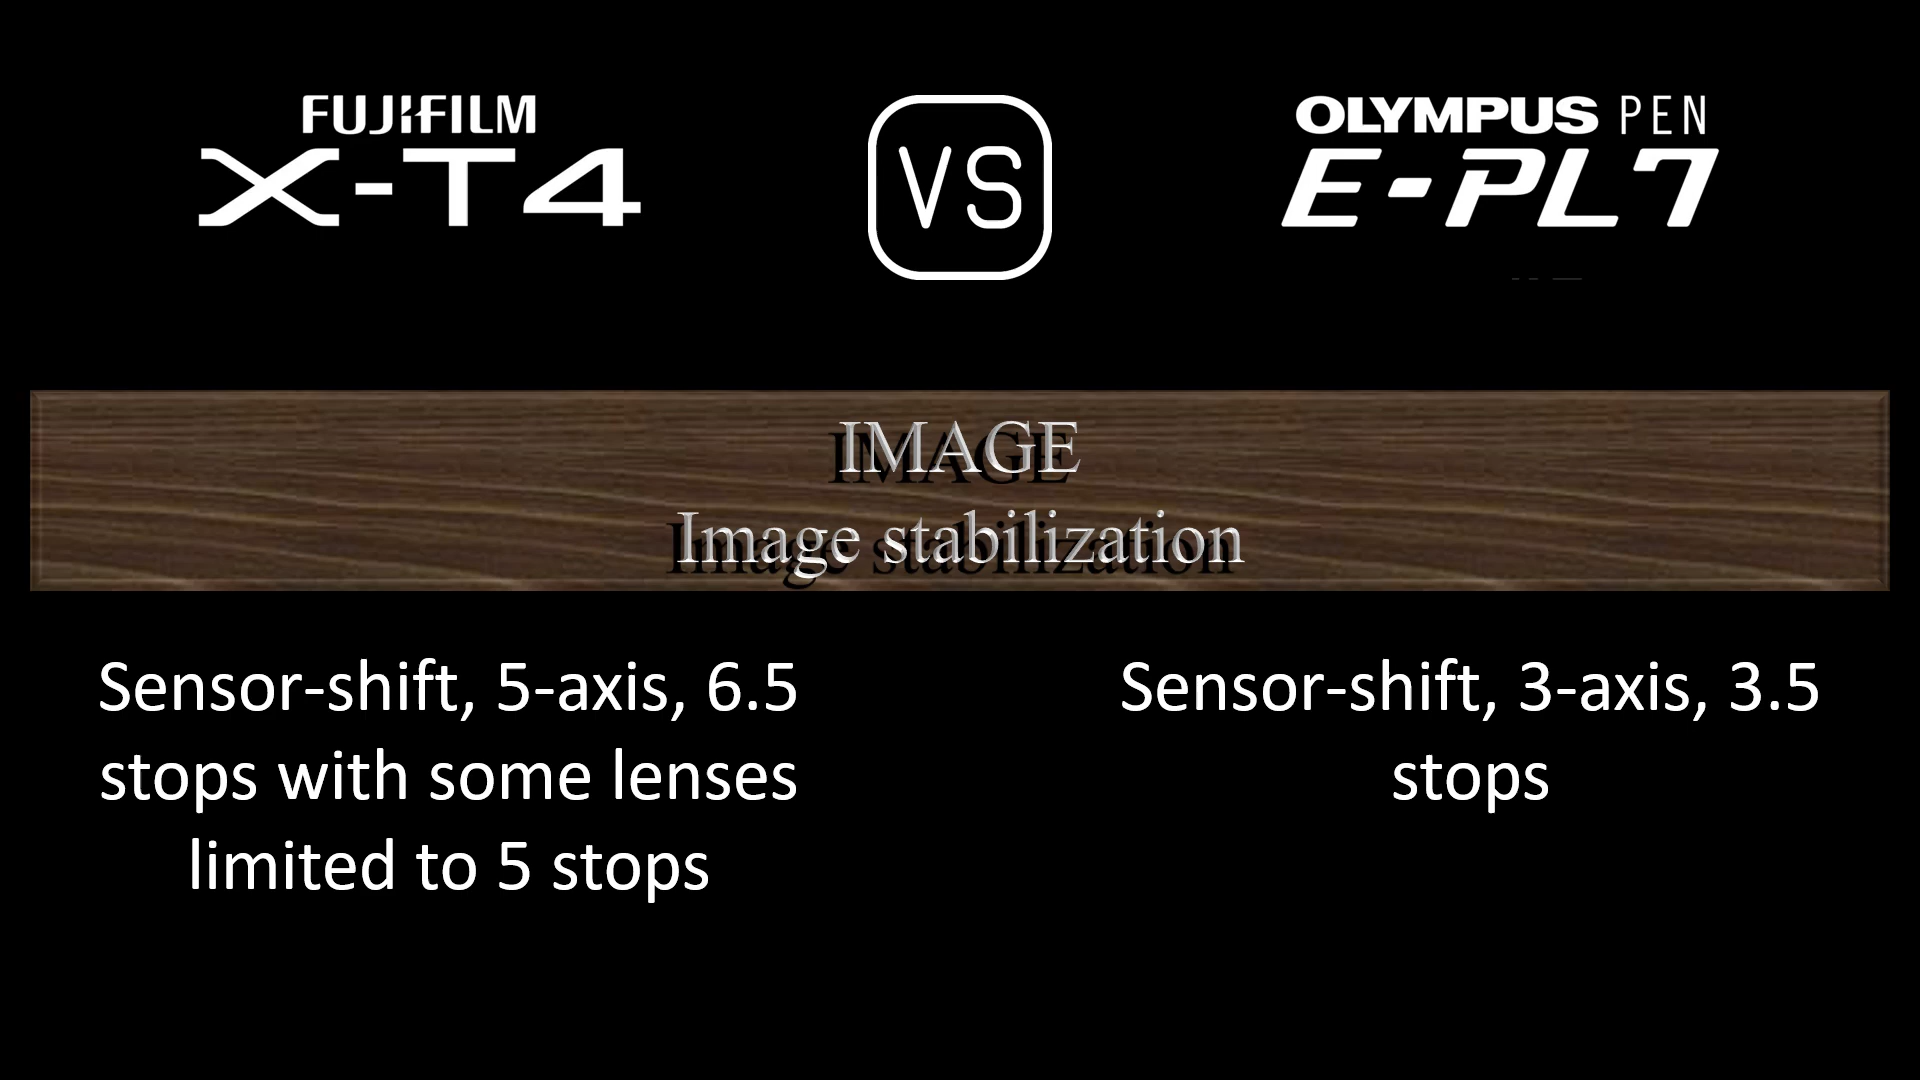 FUJIFILM
X-T4
VS
OLYMPUS PEN
E-PL7
IMAGE
Image stabilization
Sensor-shift, 5-axis, 6.5
stops with some lenses
limited to 5 stops
Sensor-shift, 3-axis, 3.5
stops